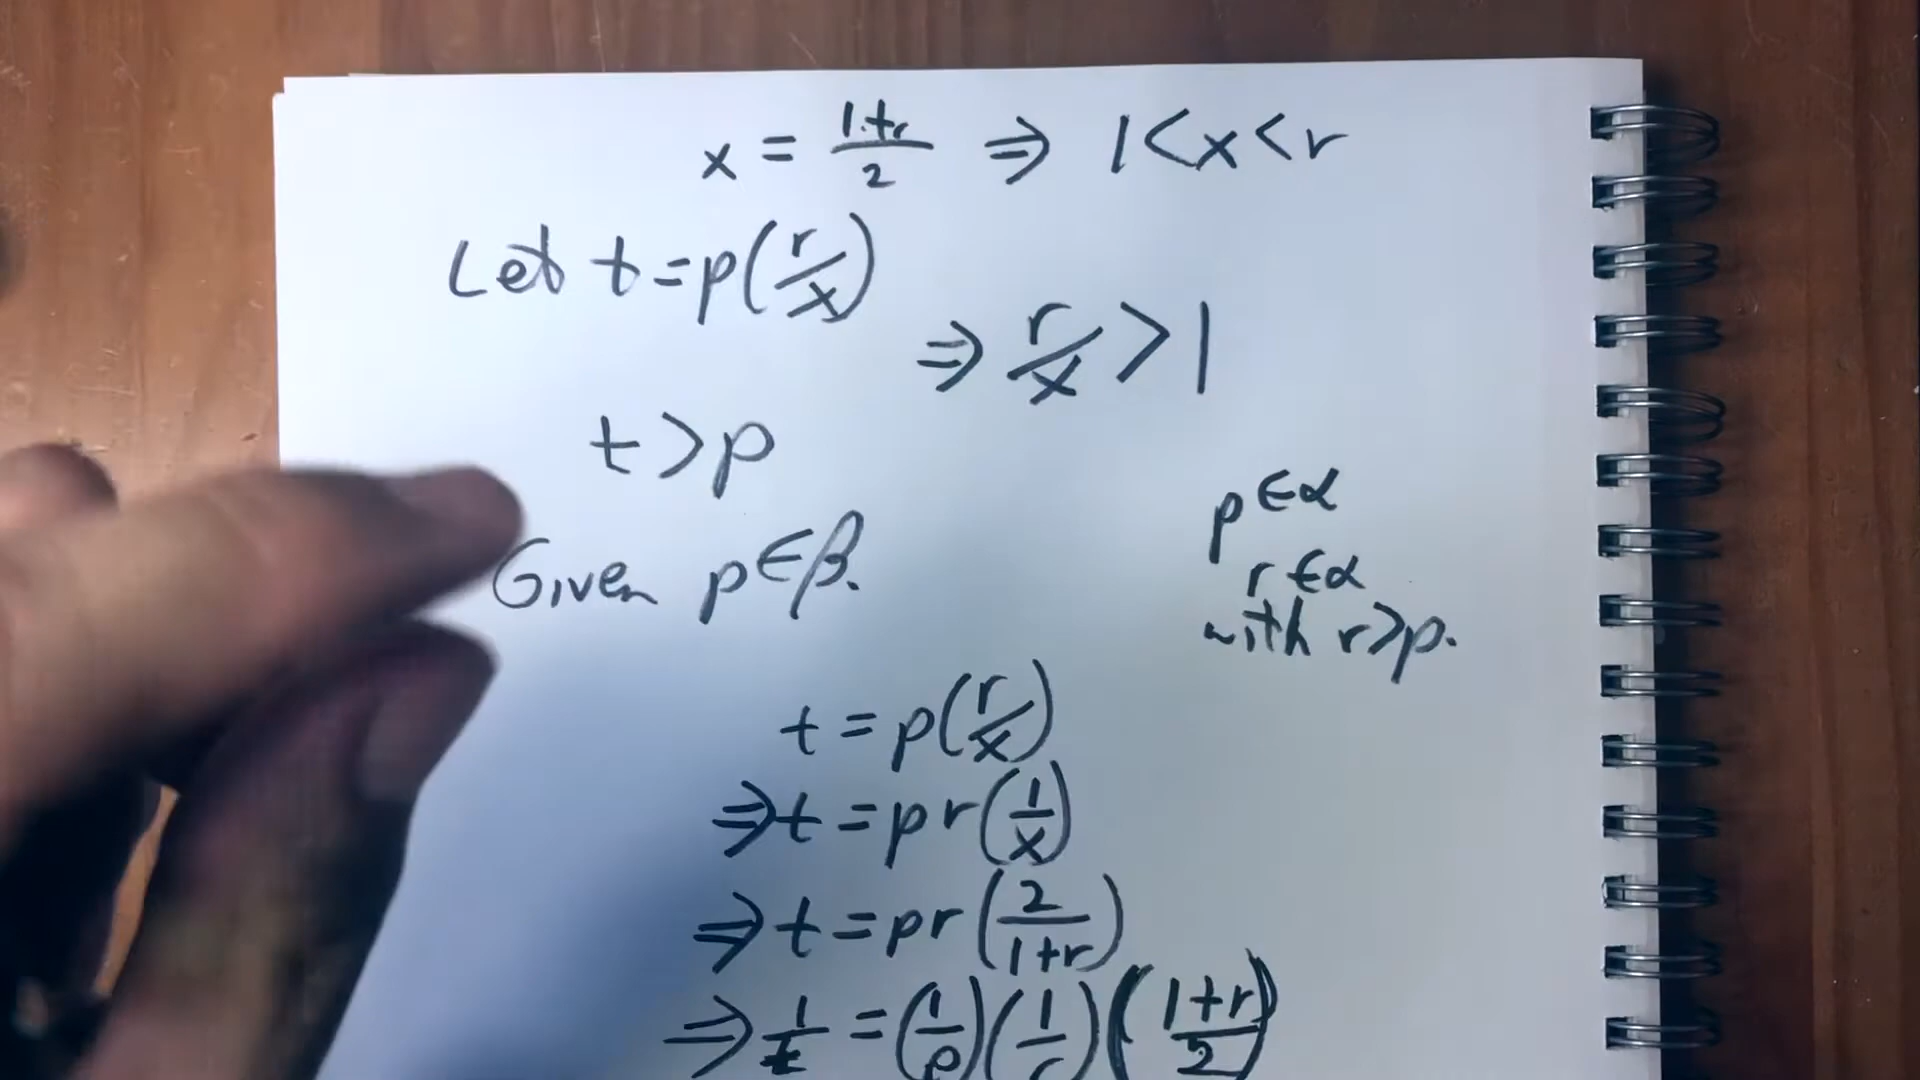 x = (1+r)/2 ⇒ 1<x<r
Let t = p(r/x)
⇒ r/x > 1
t > p
p∈α
r∈α
with r>p.
Given p∈β.
t = p(r/x)
⇒ t = pr(1/x)
⇒ t = pr(2/(1+r))
⇒ 1/t = (1/p)(1/r)((1+r)/2)